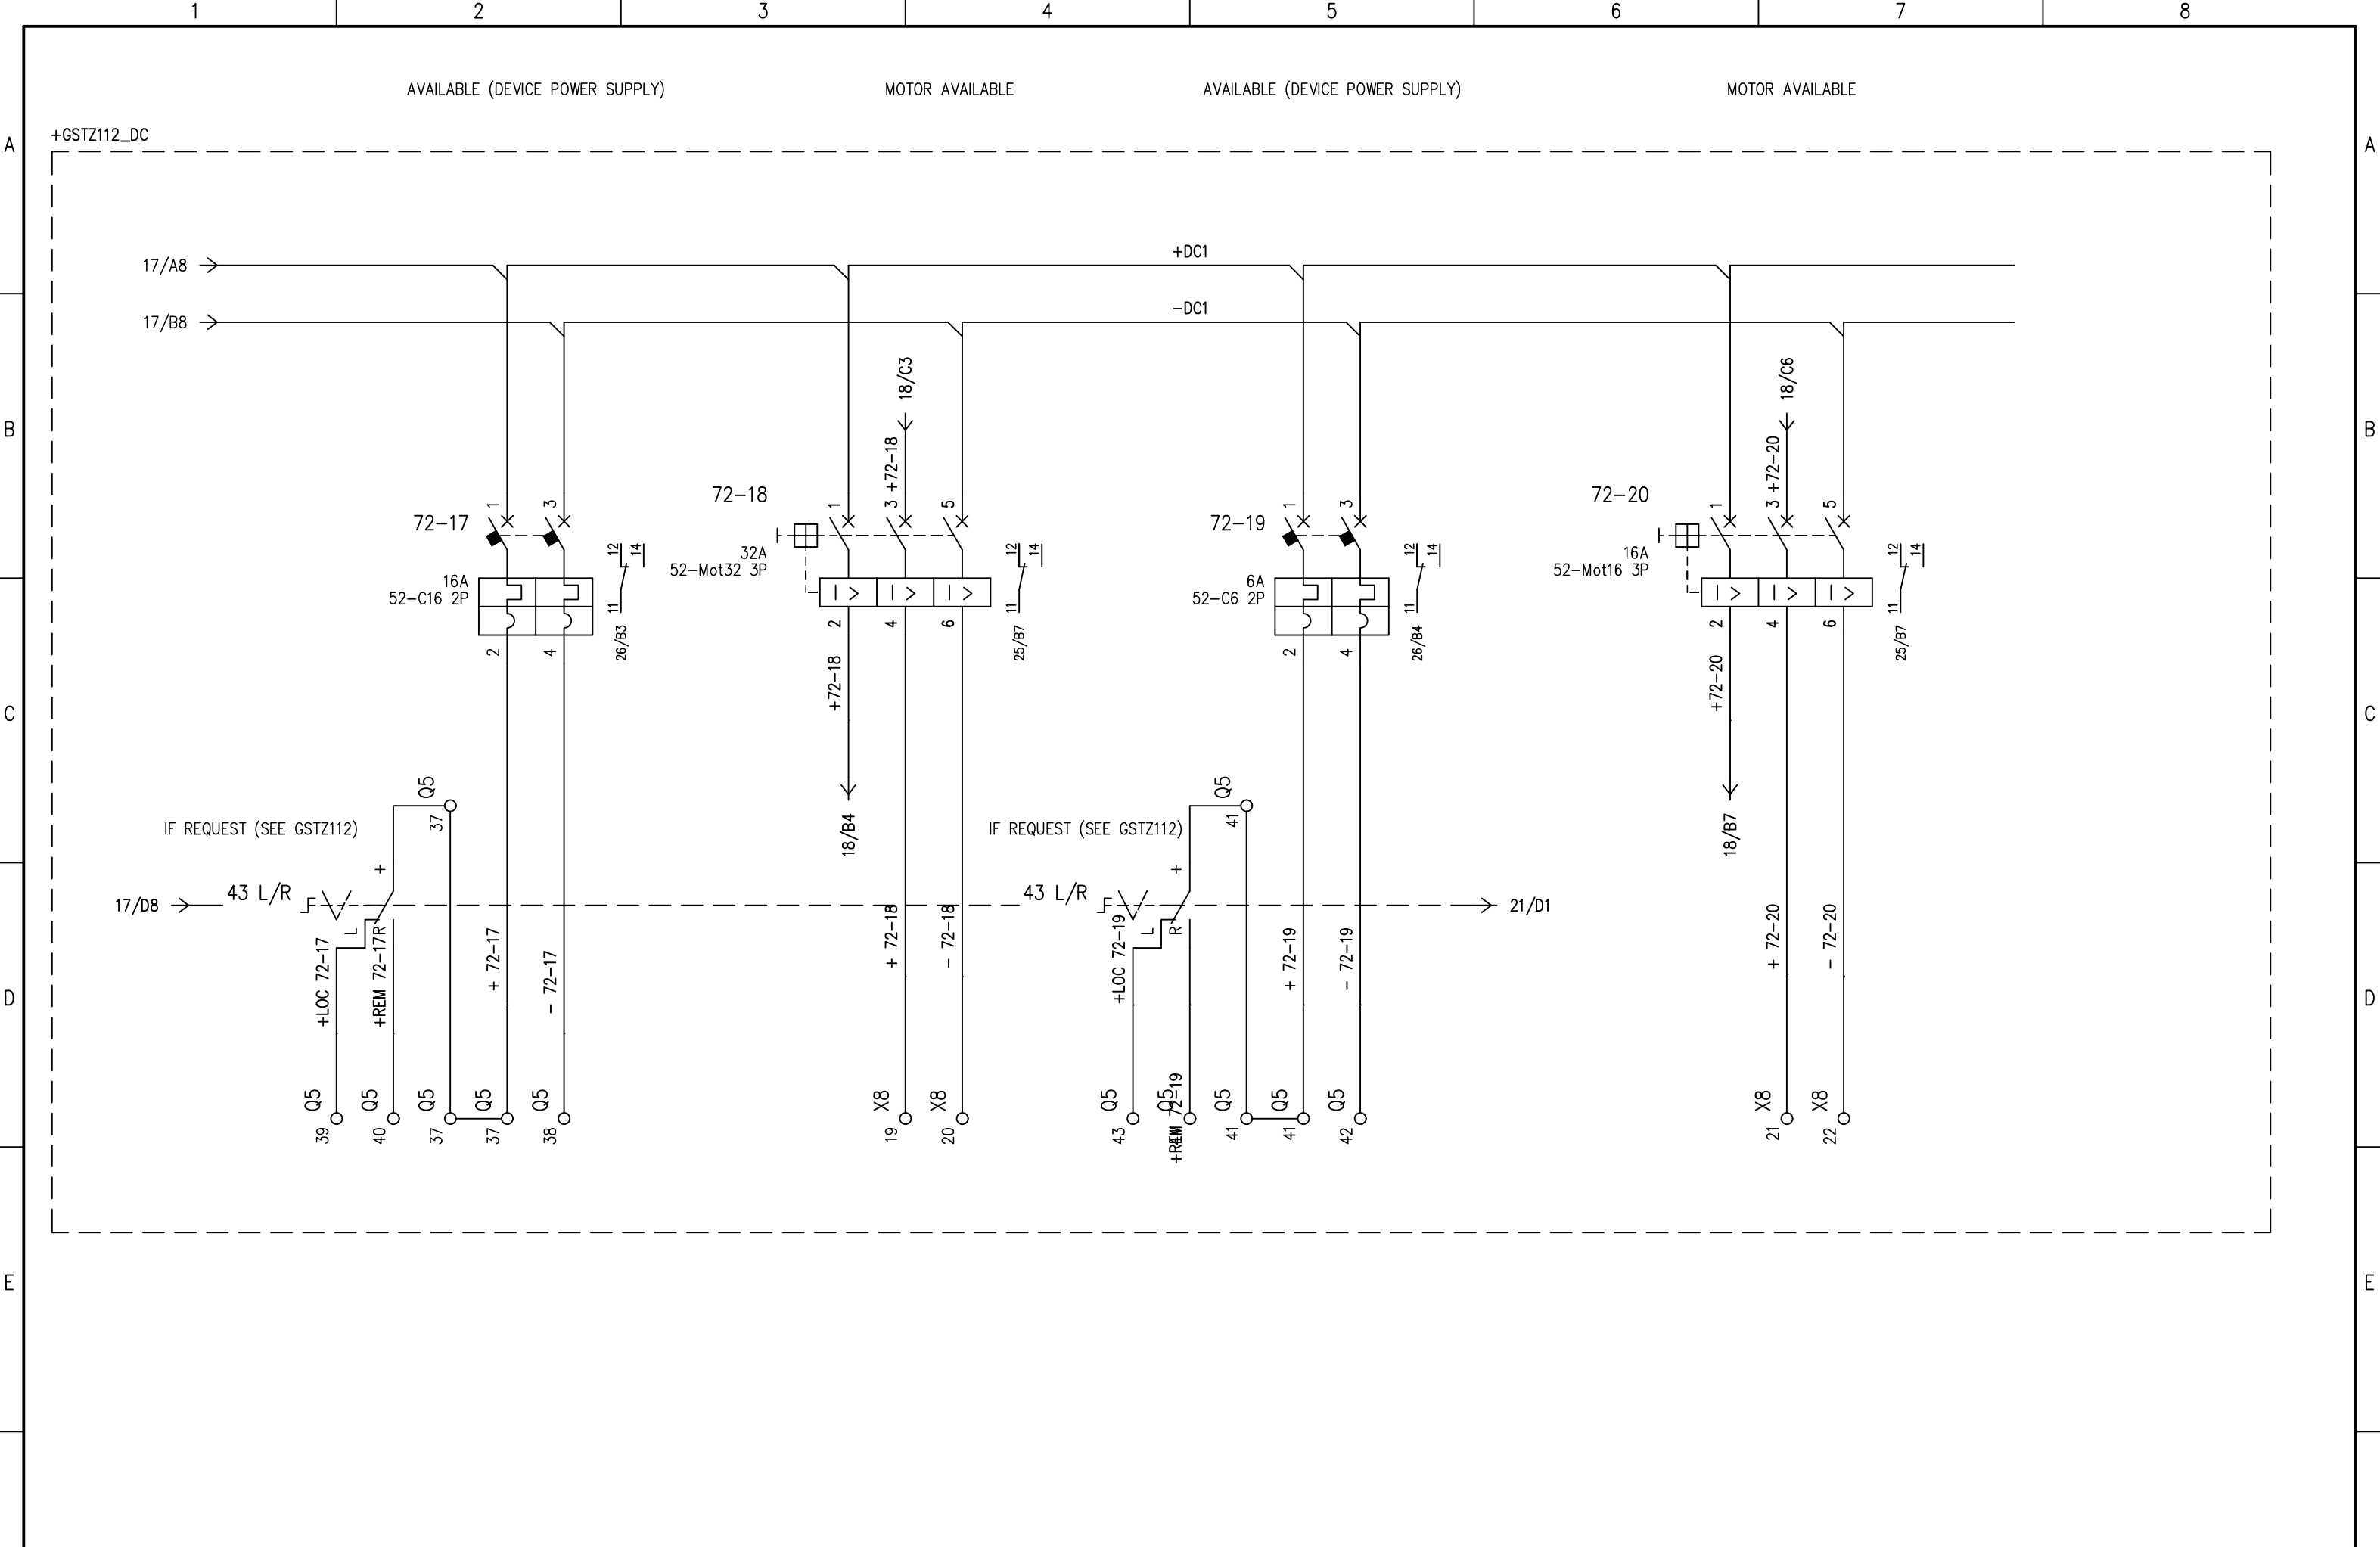 1 2 3 4 5 6 7 8
AVAILABLE (DEVICE POWER SUPPLY)
MOTOR AVAILABLE
AVAILABLE (DEVICE POWER SUPPLY)
MOTOR AVAILABLE
A
+GSTZ112_DC
A
17/A8
+DC1
17/B8
-DC1
B
B
18/C3
18/C6
+72-18
+72-20
72-17
1
3
16A
52-C16 2P
2
4
12
14
11
26/B3
72-18
1
3
5
32A
52-Mot32 3P
2
4
6
12
14
11
25/B7
72-19
1
3
6A
52-C6 2P
2
4
12
14
11
26/B4
72-20
1
3
5
16A
52-Mot16 3P
2
4
6
12
14
11
25/B7
C
+72-18
+72-20
C
18/B4
18/B7
Q5
37
IF REQUEST (SEE GSTZ112)
+
Q5
41
IF REQUEST (SEE GSTZ112)
+
17/D8
43 L/R
L
R
43 L/R
L
R
21/D1
D
+LOC 72-17
+REM 72-17
+ 72-17
- 72-17
+ 72-18
- 72-18
+LOC 72-19
+REM 72-19
+ 72-19
- 72-19
+ 72-20
- 72-20
D
Q5 Q5 Q5 Q5 Q5 X8 X8 Q5 Q5 Q5 Q5 Q5 X8 X8
39 40 37 37 38 19 20 43 41 41 42 21 22
E
E